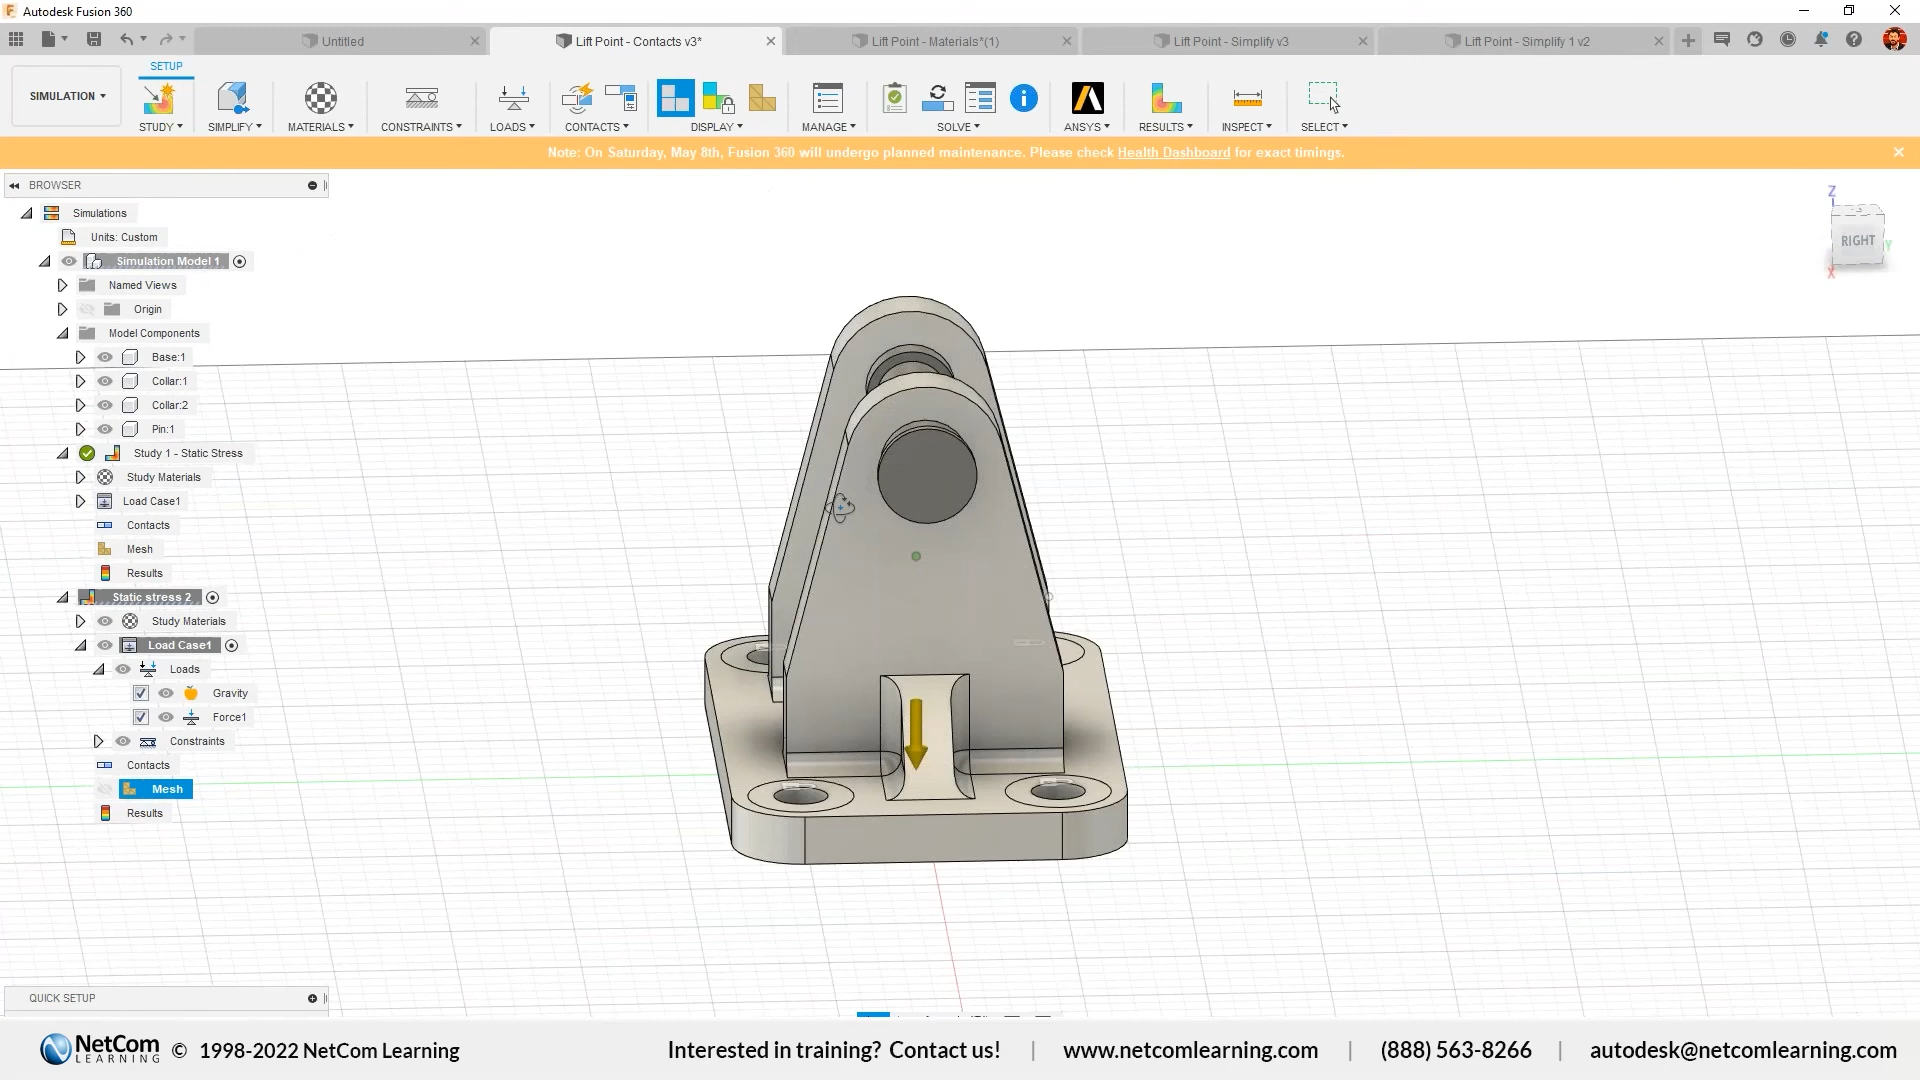 Autodesk Fusion 360
Untitled
Lift Point - Contacts v3*
Lift Point - Materials*(1)
Lift Point - Simplify v3
Lift Point - Simplify 1 v2
SETUP
SIMULATION
STUDY
SIMPLIFY
MATERIALS
CONSTRAINTS
LOADS
CONTACTS
DISPLAY
MANAGE
SOLVE
ANSYS
RESULTS
INSPECT
SELECT
Note: On Saturday, May 8th, Fusion 360 will undergo planned maintenance. Please check Health Dashboard for exact timings.
BROWSER
Simulations
Units: Custom
Simulation Model 1
Named Views
Origin
Model Components
Base:1
Collar:1
Collar:2
Pin:1
Study 1 - Static Stress
Study Materials
Load Case1
Contacts
Mesh
Results
Static stress 2
Study Materials
Load Case1
Loads
Gravity
Force1
Constraints
Contacts
Mesh
Results
Z
RIGHT
Y
X
QUICK SETUP
NetCom
LEARNING
© 1998-2022 NetCom Learning
Interested in training? Contact us! | www.netcomlearning.com | (888) 563-8266 | autodesk@netcomlearning.com